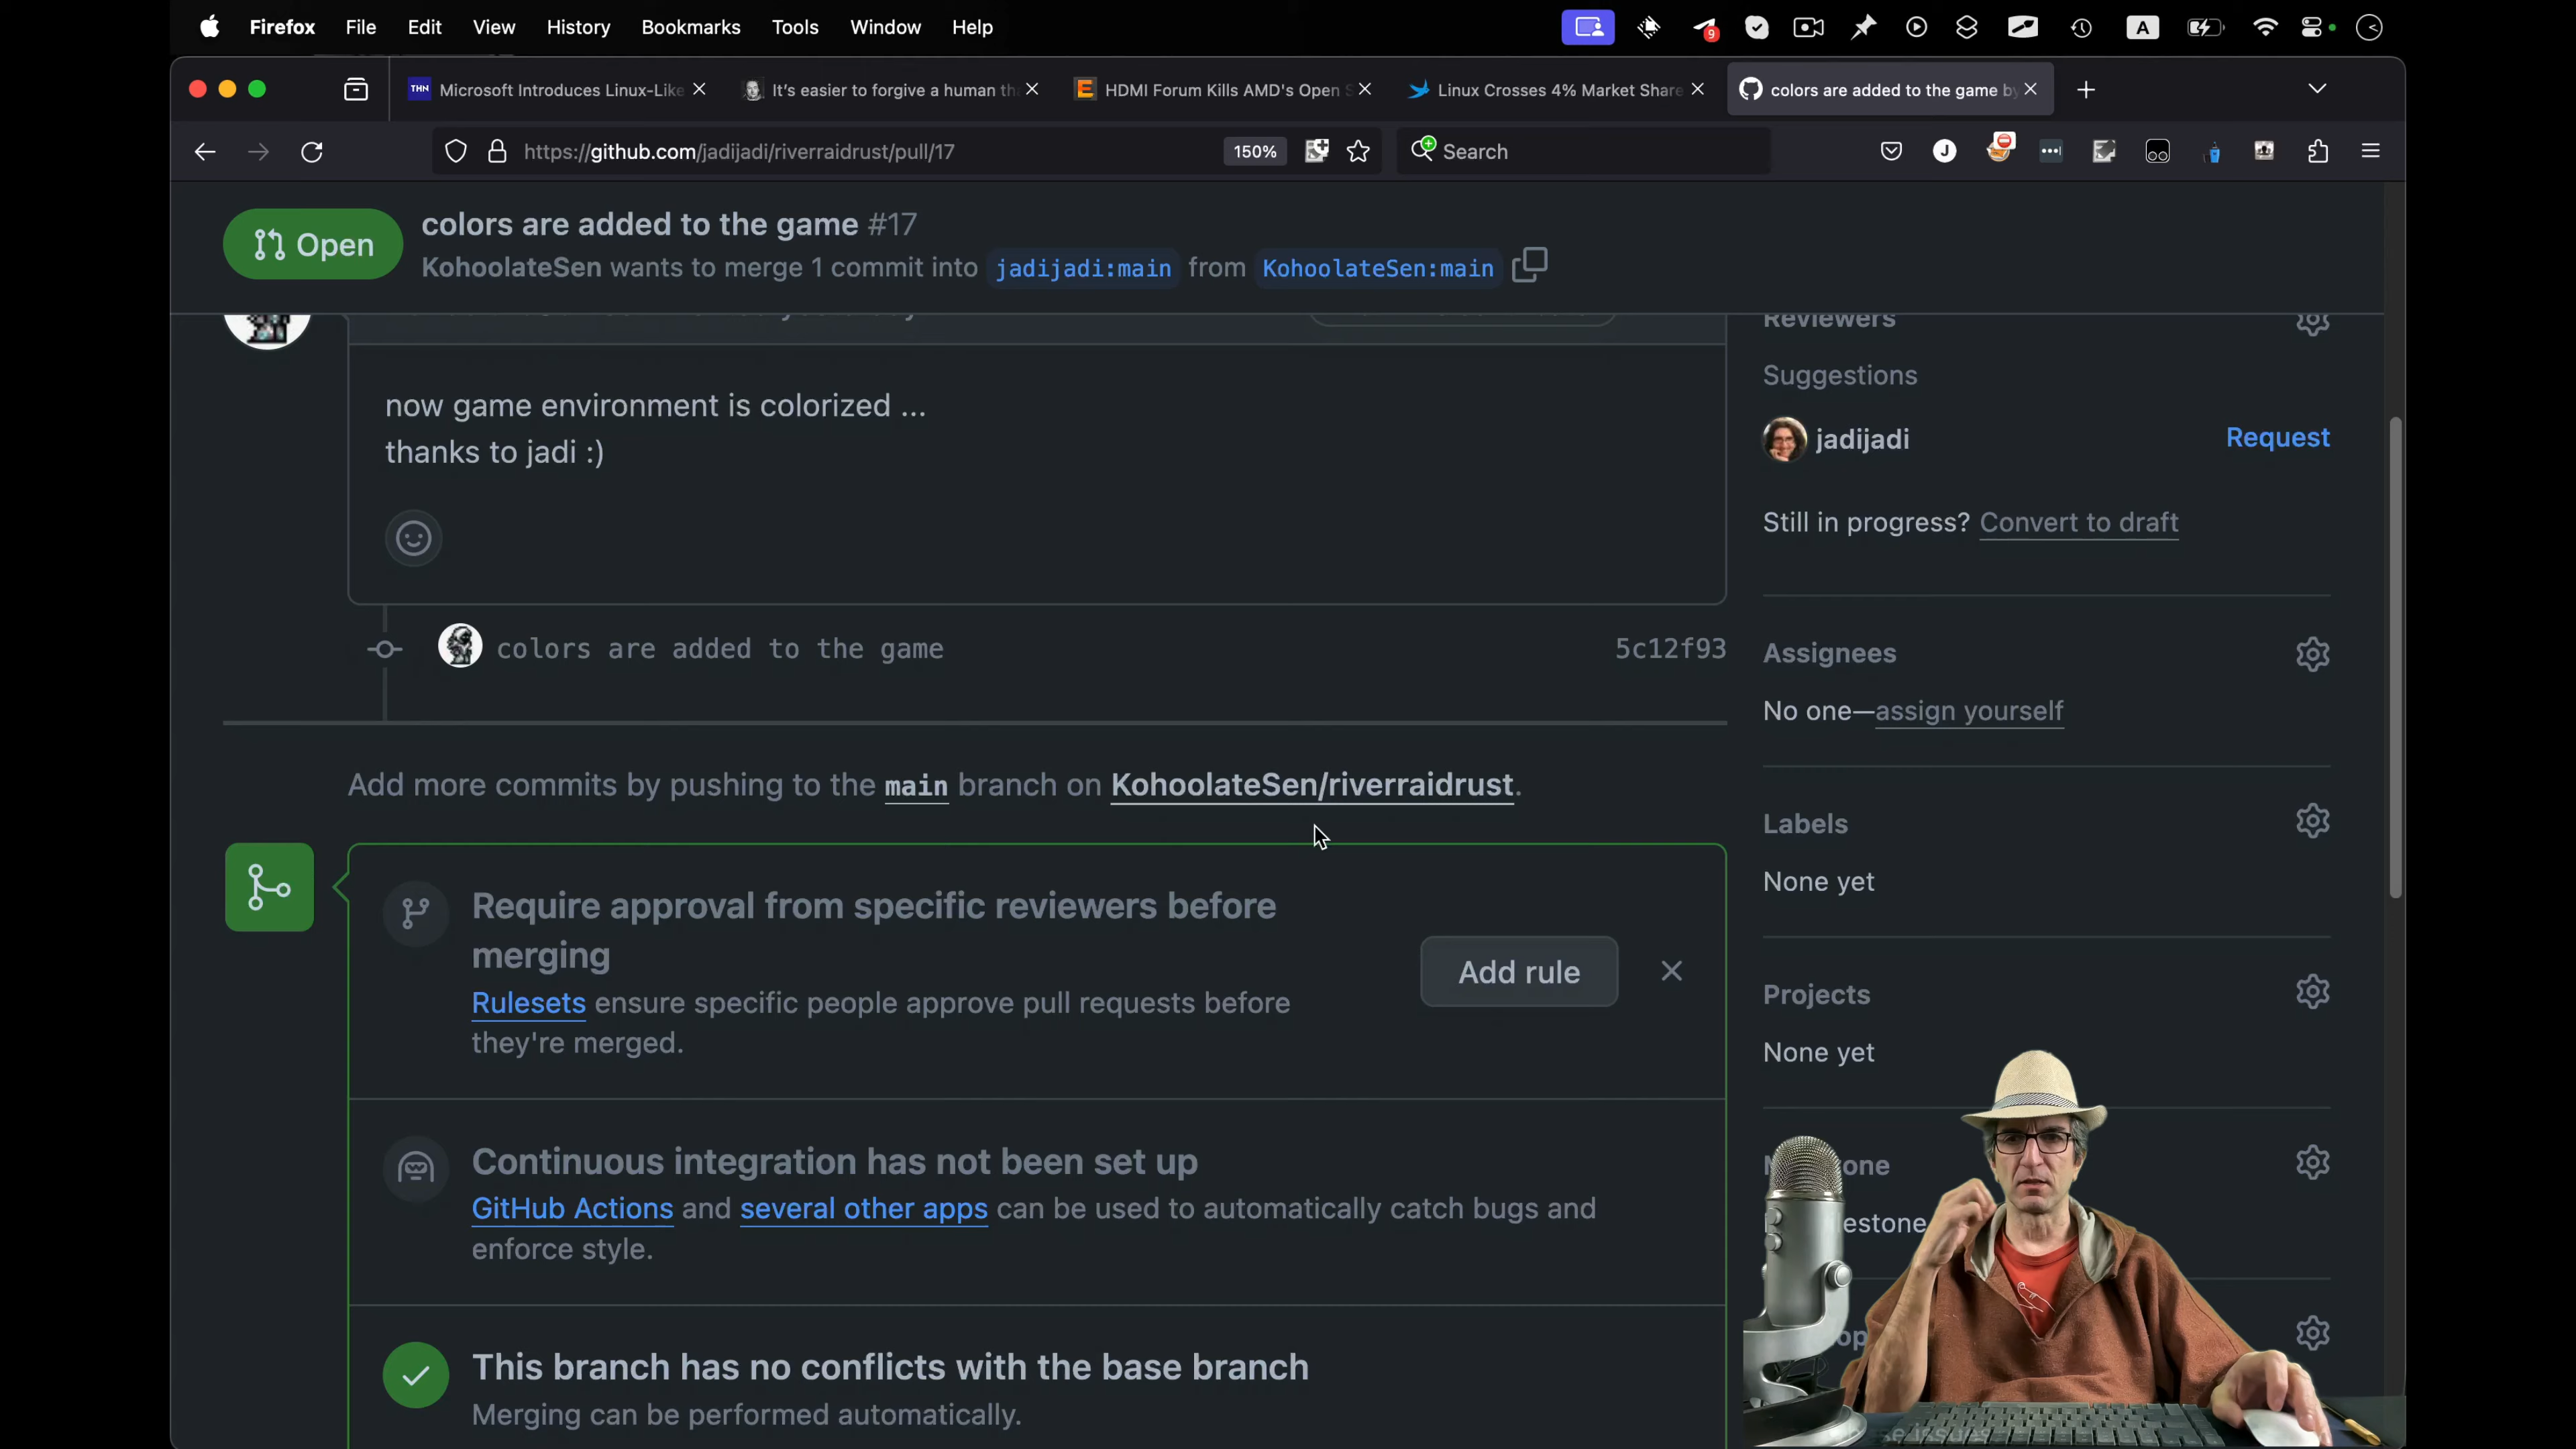 Firefox File Edit View History Bookmarks Tools Window Help
9
A
THN Microsoft Introduces Linux-Like
It's easier to forgive a human th
E HDMI Forum Kills AMD's Open S
Linux Crosses 4% Market Share
colors are added to the game by
https://github.com/jadijadi/riverraidrust/pull/17
150%
Search
J
Open
colors are added to the game #17
KohoolateSen wants to merge 1 commit into jadijadi:main from KohoolateSen:main
now game environment is colorized ...
thanks to jadi :)
colors are added to the game 5c12f93
Add more commits by pushing to the main branch on KohoolateSen/riverraidrust.
Require approval from specific reviewers before
merging
Rulesets ensure specific people approve pull requests before
they're merged.
Add rule
Continuous integration has not been set up
GitHub Actions and several other apps can be used to automatically catch bugs and
enforce style.
This branch has no conflicts with the base branch
Merging can be performed automatically.
Reviewers
Suggestions
jadijadi Request
Still in progress? Convert to draft
Assignees
No one—assign yourself
Labels
None yet
Projects
None yet
one
estone
op
issues